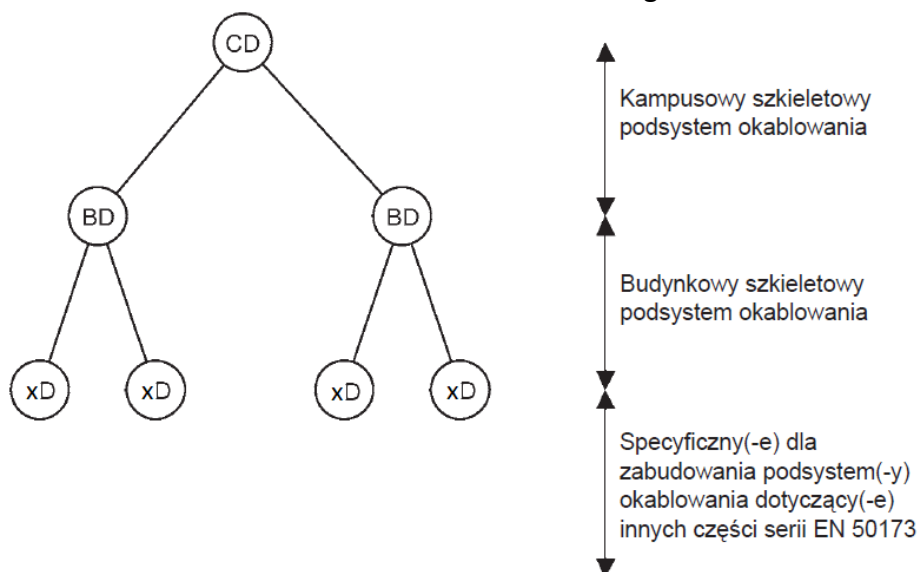 CD
Kampusowy szkieletowy
podsystem okablowania
BD
BD
Budynkowy szkieletowy
podsystem okablowania
xD
xD
xD
xD
Specyficzny(-e) dla
zabudowania podsystem(-y)
okablowania dotyczący(-e)
innych części serii EN 50173